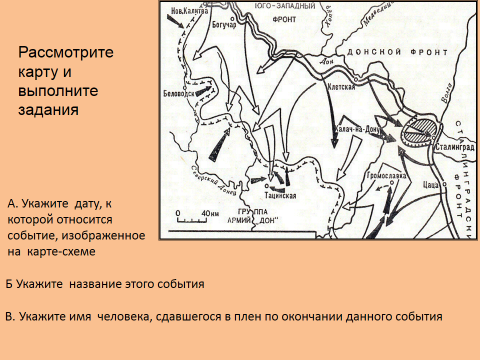 Рассмотрите
карту и
выполните
задания
А. Укажите дату, к
которой относится
событие, изображенное
на карте-схеме
Б Укажите название этого события
В. Укажите имя человека, сдавшегося в плен по окончании данного события
Нов.Калитва
ЮГО-ЗАПАДНЫЙ
ФРОНТ
Богучар
Дон
Медведица
ДОНСКОЙ ФРОНТ
Клетская
Беловодск
Волга
Калач-на-Дону
Сталинград
СТАЛИНГРАДСКИЙ
ФРОНТ
Громославка
Цаца
Северский Донец
Тацинская
0 40км
ГРУППА
АРМИЙ „ДОН"